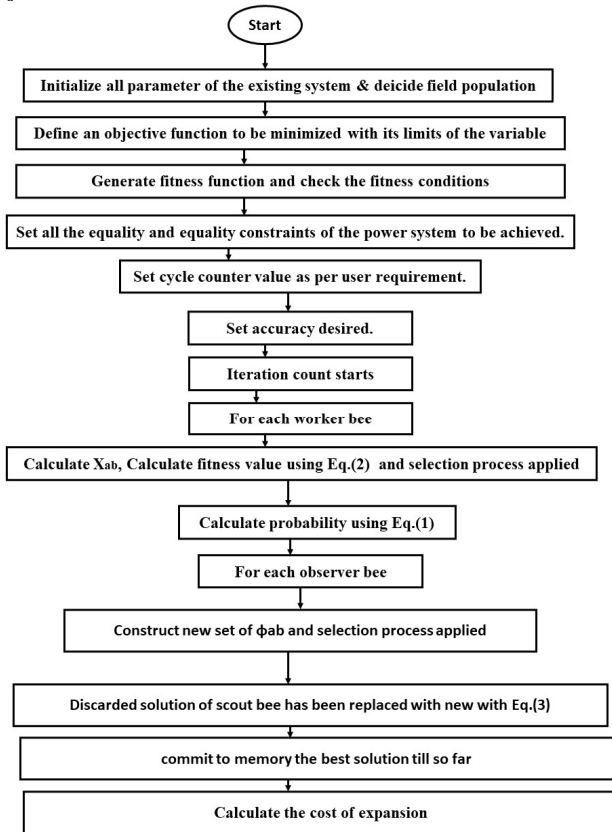 Start
Initialize all parameter of the existing system & deicide field population
Define an objective function to be minimized with its limits of the variable
Generate fitness function and check the fitness conditions
Set all the equality and equality constraints of the power system to be achieved.
Set cycle counter value as per user requirement.
Set accuracy desired.
Iteration count starts
For each worker bee
Calculate Xab, Calculate fitness value using Eq.(2) and selection process applied
Calculate probability using Eq.(1)
For each observer bee
Construct new set of ϕab and selection process applied
Discarded solution of scout bee has been replaced with new with Eq.(3)
commit to memory the best solution till so far
Calculate the cost of expansion